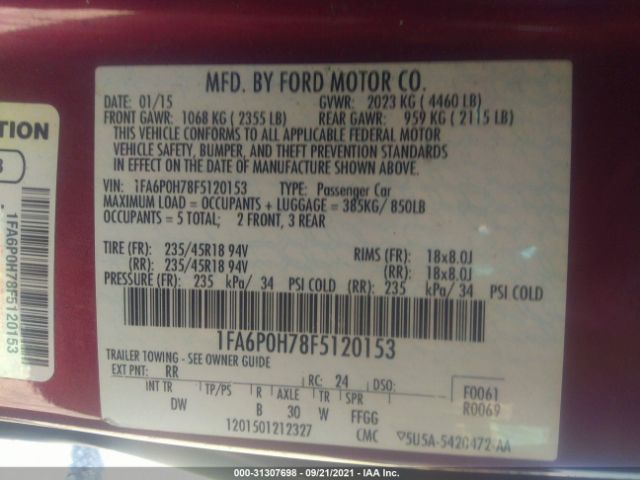 MFD. BY FORD MOTOR CO.
DATE: 01/15 GVWR: 2023 KG ( 4460 LB)
FRONT GAWR: 1068 KG ( 2355 LB) REAR GAWR: 959 KG ( 2115 LB)
THIS VEHICLE CONFORMS TO ALL APPLICABLE FEDERAL MOTOR
VEHICLE SAFETY, BUMPER, AND THEFT PREVENTION STANDARDS
IN EFFECT ON THE DATE OF MANUFACTURE SHOWN ABOVE.
VIN: 1FA6P0H78F5120153 TYPE: Passenger Car
MAXIMUM LOAD = OCCUPANTS + LUGGAGE = 385KG/ 850LB
OCCUPANTS = 5 TOTAL; 2 FRONT, 3 REAR
TIRE (FR): 235/45R18 94V RIMS (FR): 18x8.0J
(RR): 235/45R18 94V (RR): 18x8.0J
PRESSURE (FR): 235 kPa/ 34 PSI COLD (RR): 235 kPa/ 34 PSI COLD
1FA6P0H78F5120153
TRAILER TOWING - SEE OWNER GUIDE
EXT PNT: RR RC: 24 DSO:
INT TR TP/PS R AXLE TR SPR F0061
DW B 30 W FFGG R0069
1201501212327 CMC 5U5A-5420472-AA
TION
1FA6P0H78F5120153
000-31307698 - 09/21/2021 - IAA Inc.